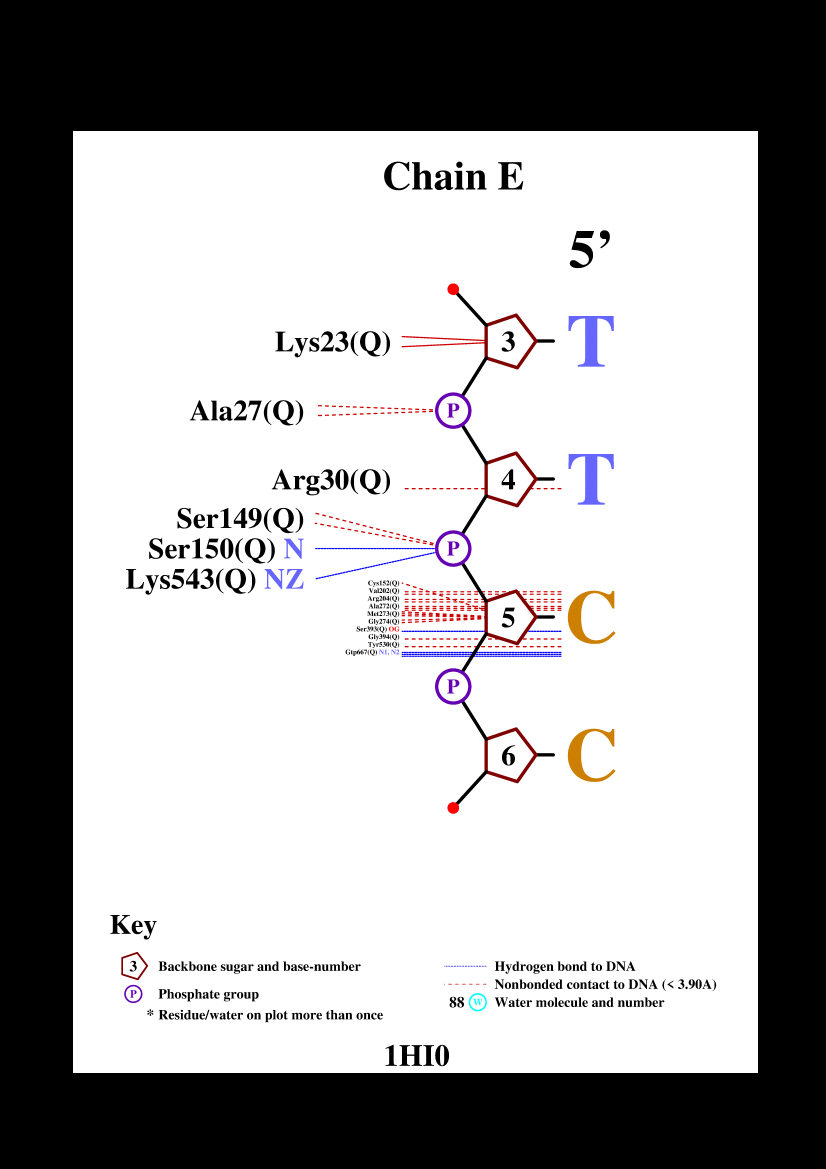 Chain E
5’
Lys23(Q) 3 T
Ala27(Q) P
Arg30(Q) 4 T
Ser149(Q)
Ser150(Q) N P
Lys543(Q) NZ
Cys152(Q)
Val202(Q)
Arg204(Q)
Ala272(Q)
Met273(Q) 5 C
Gly274(Q)
Ser393(Q) OG
Gly394(Q)
Tyr530(Q)
Gtp667(Q) N1, N2
P
6 C
Key
3 Backbone sugar and base-number
P Phosphate group
* Residue/water on plot more than once
Hydrogen bond to DNA
Nonbonded contact to DNA (< 3.90A)
88 W Water molecule and number
1HI0